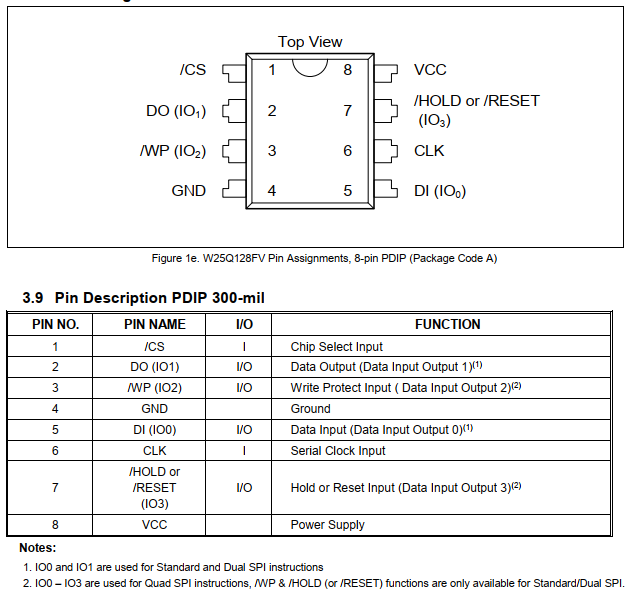 Top View
/CS 1 8 VCC
DO (IO1) 2 7 /HOLD or /RESET
(IO3)
/WP (IO2) 3 6 CLK
GND 4 5 DI (IO0)
Figure 1e. W25Q128FV Pin Assignments, 8-pin PDIP (Package Code A)
3.9 Pin Description PDIP 300-mil
PIN NO. PIN NAME I/O FUNCTION
1 /CS I Chip Select Input
2 DO (IO1) I/O Data Output (Data Input Output 1)(1)
3 /WP (IO2) I/O Write Protect Input ( Data Input Output 2)(2)
4 GND Ground
5 DI (IO0) I/O Data Input (Data Input Output 0)(1)
6 CLK I Serial Clock Input
/HOLD or
7 /RESET I/O Hold or Reset Input (Data Input Output 3)(2)
(IO3)
8 VCC Power Supply
Notes:
1. IO0 and IO1 are used for Standard and Dual SPI instructions
2. IO0 – IO3 are used for Quad SPI instructions, /WP & /HOLD (or /RESET) functions are only available for Standard/Dual SPI.